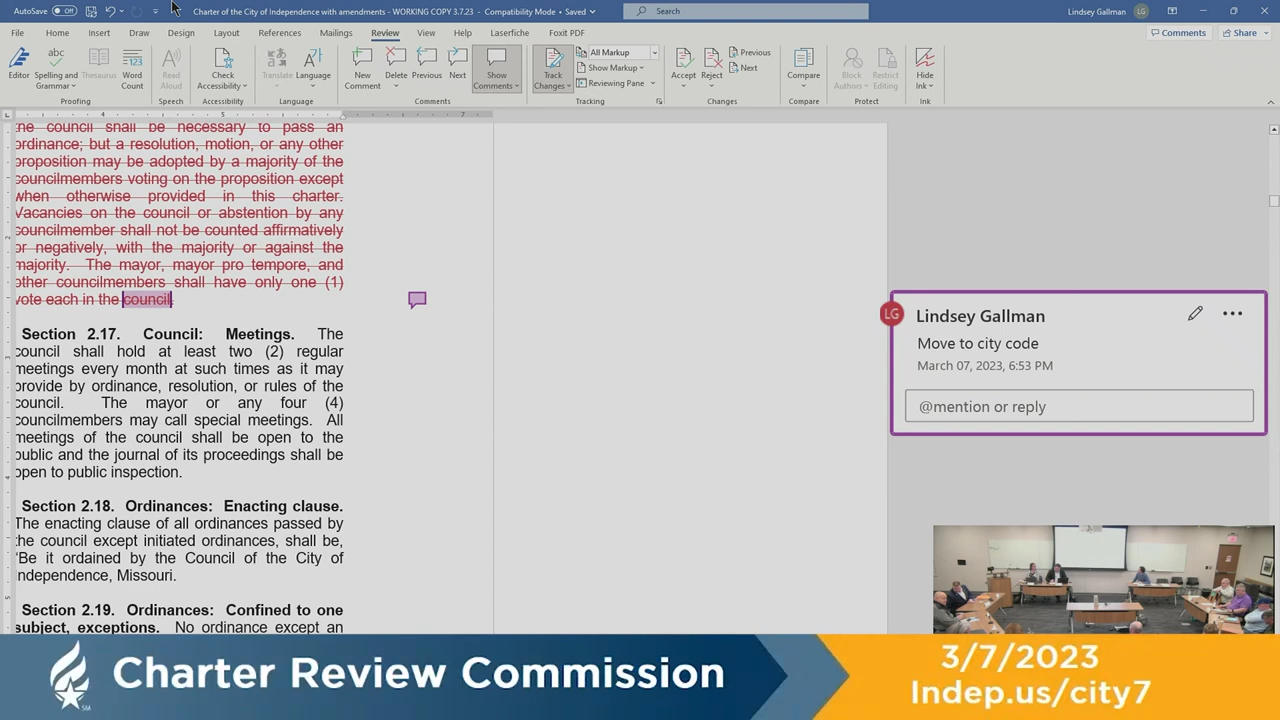 AutoSave Off
Charter of the City of Independence with amendments - WORKING COPY 3.7.23 - Compatibility Mode • Saved
Search
Lindsey Gallman LG
File Home Insert Draw Design Layout References Mailings Review View Help Laserfiche Foxit PDF Comments Share
Editor Spelling and Grammar Thesaurus Word Count Read Aloud Check Accessibility Translate Language New Comment Delete Previous Next Show Comments Track Changes All Markup Show Markup Reviewing Pane Accept Reject Previous Next Compare Block Authors Restrict Editing Hide Ink
Proofing Speech Accessibility Language Comments Tracking Changes Compare Protect Ink
4 5 7
the council shall be necessary to pass an
ordinance; but a resolution, motion, or any other
proposition may be adopted by a majority of the
councilmembers voting on the proposition except
when otherwise provided in this charter.
Vacancies on the council or abstention by any
councilmember shall not be counted affirmatively
or negatively, with the majority or against the
majority. The mayor, mayor pro tempore, and
other councilmembers shall have only one (1)
vote each in the council.
Section 2.17. Council: Meetings. The
council shall hold at least two (2) regular
meetings every month at such times as it may
provide by ordinance, resolution, or rules of the
council. The mayor or any four (4)
councilmembers may call special meetings. All
meetings of the council shall be open to the
public and the journal of its proceedings shall be
open to public inspection.
Section 2.18. Ordinances: Enacting clause.
The enacting clause of all ordinances passed by
the council except initiated ordinances, shall be,
"Be it ordained by the Council of the City of
Independence, Missouri.
Section 2.19. Ordinances: Confined to one
subject, exceptions. No ordinance except an
LG Lindsey Gallman
Move to city code
March 07, 2023, 6:53 PM
@mention or reply
Charter Review Commission
3/7/2023
Indep.us/city7